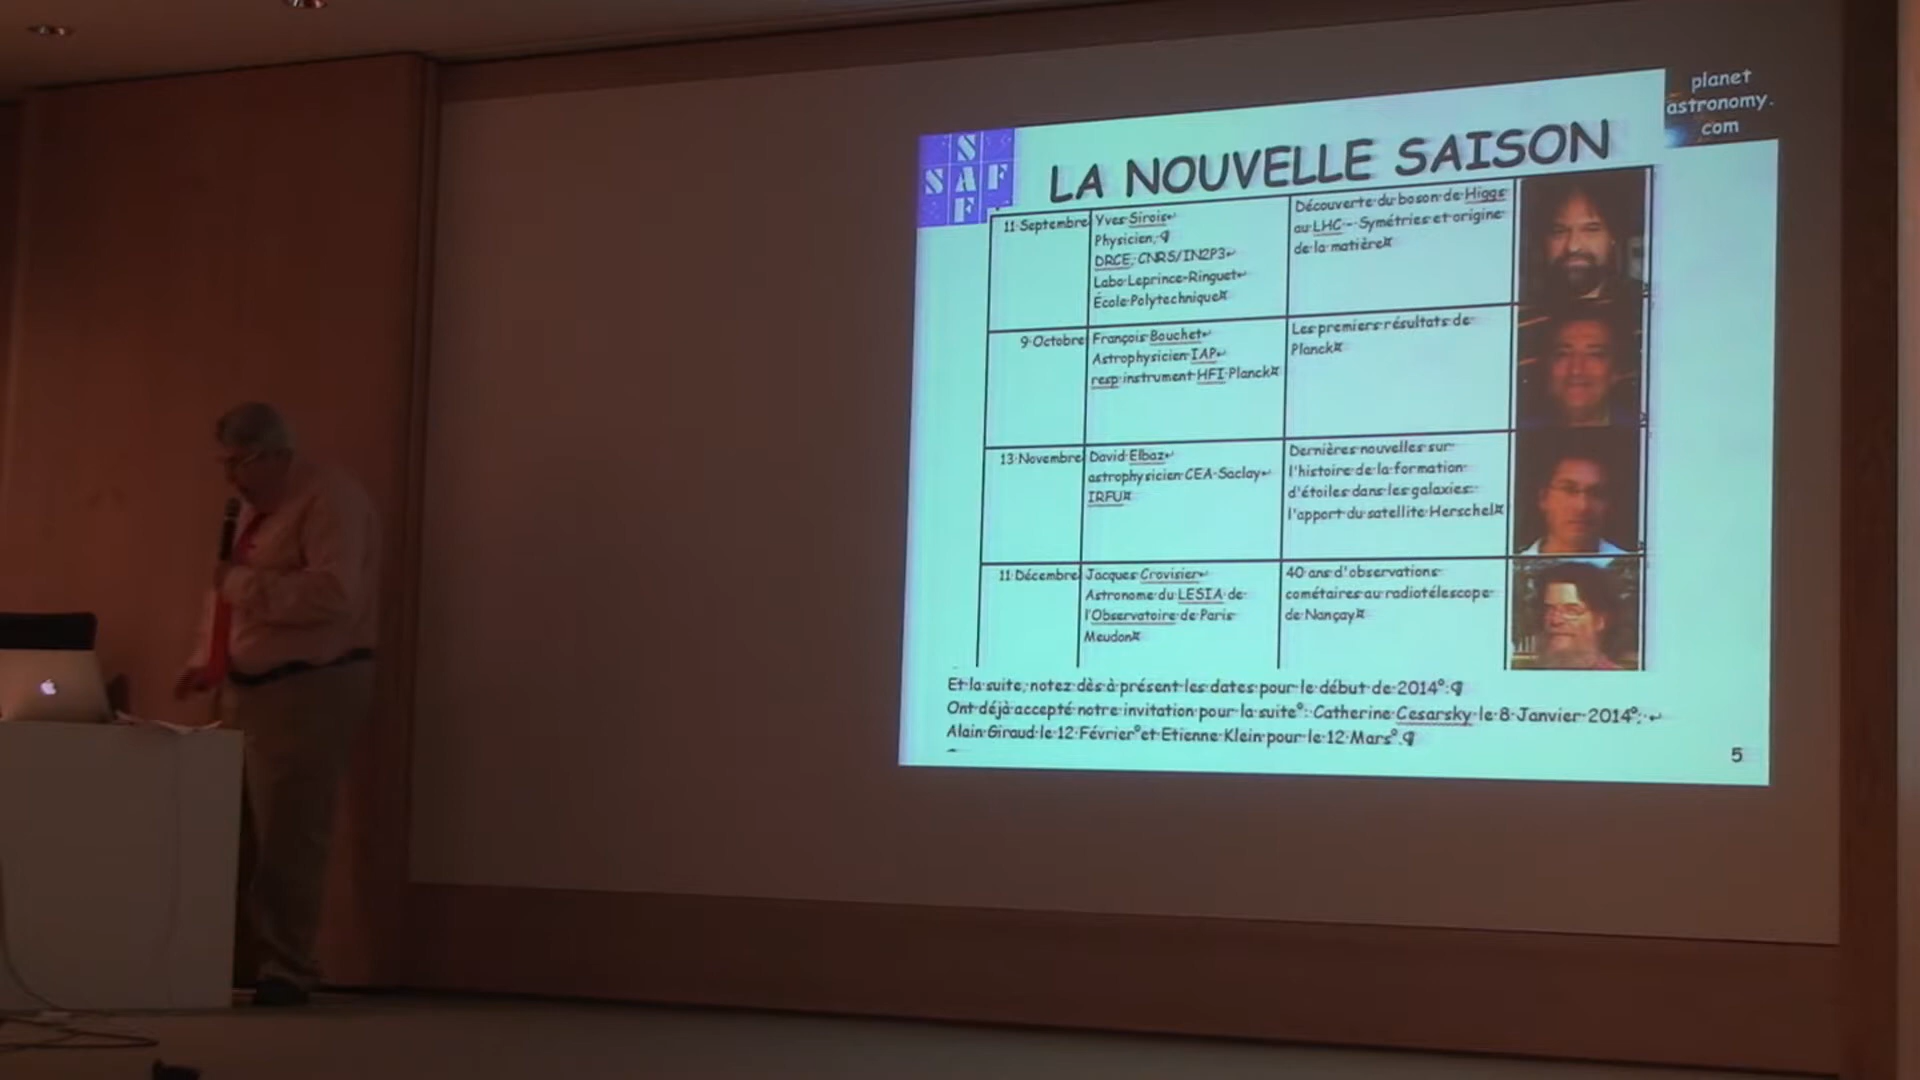 planet
astronomy.
com
S
SAF
F
LA NOUVELLE SAISON
11 Septembre
Yves Sirois
Physicien,
DRCE, CNRS/IN2P3
Labo Leprince-Ringuet
École Polytechnique
Découverte du boson de Higgs
au LHC - Symétries et origine
de la matière
9 Octobre
François Bouchet
Astrophysicien IAP
resp instrument HFI Planck
Les premiers résultats de
Planck
13 Novembre
David Elbaz
astrophysicien CEA Saclay
IRFU
Dernières nouvelles sur
l'histoire de la formation
d'étoiles dans les galaxies:
l'apport du satellite Herschel
11 Décembre
Jacques Crovisier
Astronome du LESIA de
l'Observatoire de Paris
Meudon
40 ans d'observations
cométaires au radiotélescope
de Nançay
Et la suite, notez dès à présent les dates pour le début de 2014°:¶
Ont déjà accepté notre invitation pour la suite°: Catherine Cesarsky le 8 Janvier 2014°:
Alain Giraud le 12 Février°et Etienne Klein pour le 12 Mars°.¶
5